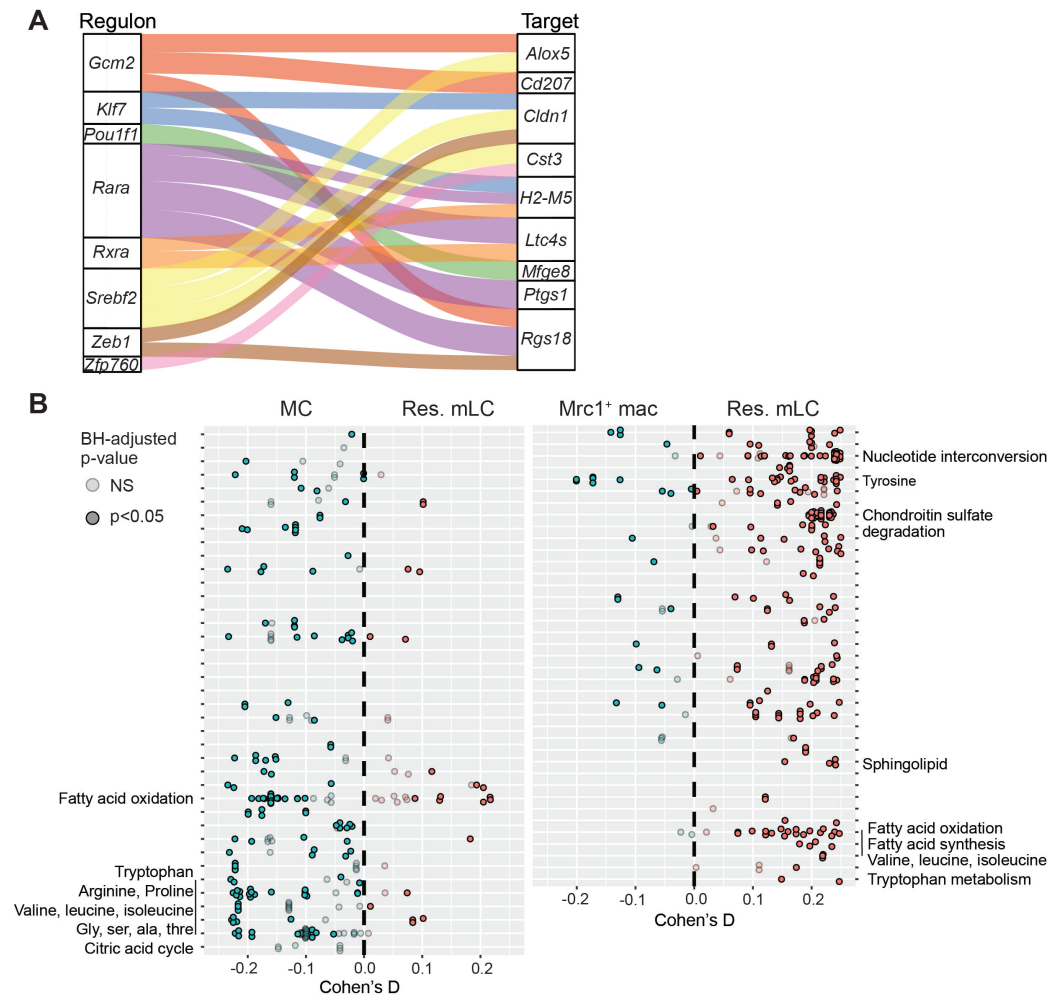 A
Regulon
Target
Gcm2
Klf7
Pou1f1
Rara
Rxra
Srebf2
Zeb1
Zfp760
Alox5
Cd207
Cldn1
Cst3
H2-M5
Ltc4s
Mfge8
Ptgs1
Rgs18
B
MC
Res. mLC
BH-adjusted
p-value
NS
p<0.05
Fatty acid oxidation
Tryptophan
Arginine, Proline
Valine, leucine, isoleucine
Gly, ser, ala, thre
Citric acid cycle
-0.2
-0.1
0.0
0.1
0.2
Cohen's D
Mrc1+ mac
Res. mLC
Nucleotide interconversion
Tyrosine
Chondroitin sulfate
degradation
Sphingolipid
Fatty acid oxidation
Fatty acid synthesis
Valine, leucine, isoleucine
Tryptophan metabolism
-0.2
-0.1
0.0
0.1
0.2
Cohen's D